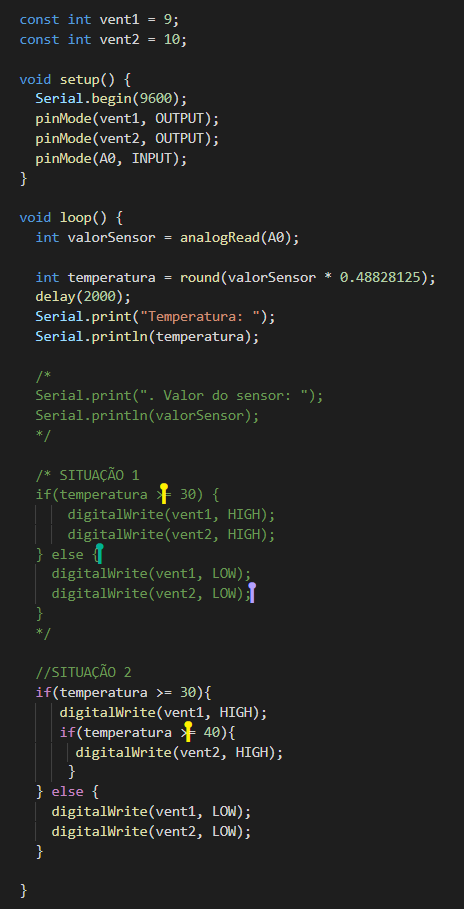 const int vent1 = 9;
const int vent2 = 10;

void setup() {
  Serial.begin(9600);
  pinMode(vent1, OUTPUT);
  pinMode(vent2, OUTPUT);
  pinMode(A0, INPUT);
}

void loop() {
  int valorSensor = analogRead(A0);

  int temperatura = round(valorSensor * 0.48828125);
  delay(2000);
  Serial.print("Temperatura: ");
  Serial.println(temperatura);

  /*
  Serial.print(". Valor do sensor: ");
  Serial.println(valorSensor);
  */

  /* SITUAÇÃO 1
  if(temperatura >= 30) {
      digitalWrite(vent1, HIGH);
      digitalWrite(vent2, HIGH);
  } else {
    digitalWrite(vent1, LOW);
    digitalWrite(vent2, LOW);
  }
  */

  //SITUAÇÃO 2
  if(temperatura >= 30){
     digitalWrite(vent1, HIGH);
     if(temperatura >= 40){
       digitalWrite(vent2, HIGH);
      }
  } else {
    digitalWrite(vent1, LOW);
    digitalWrite(vent2, LOW);
  }

}